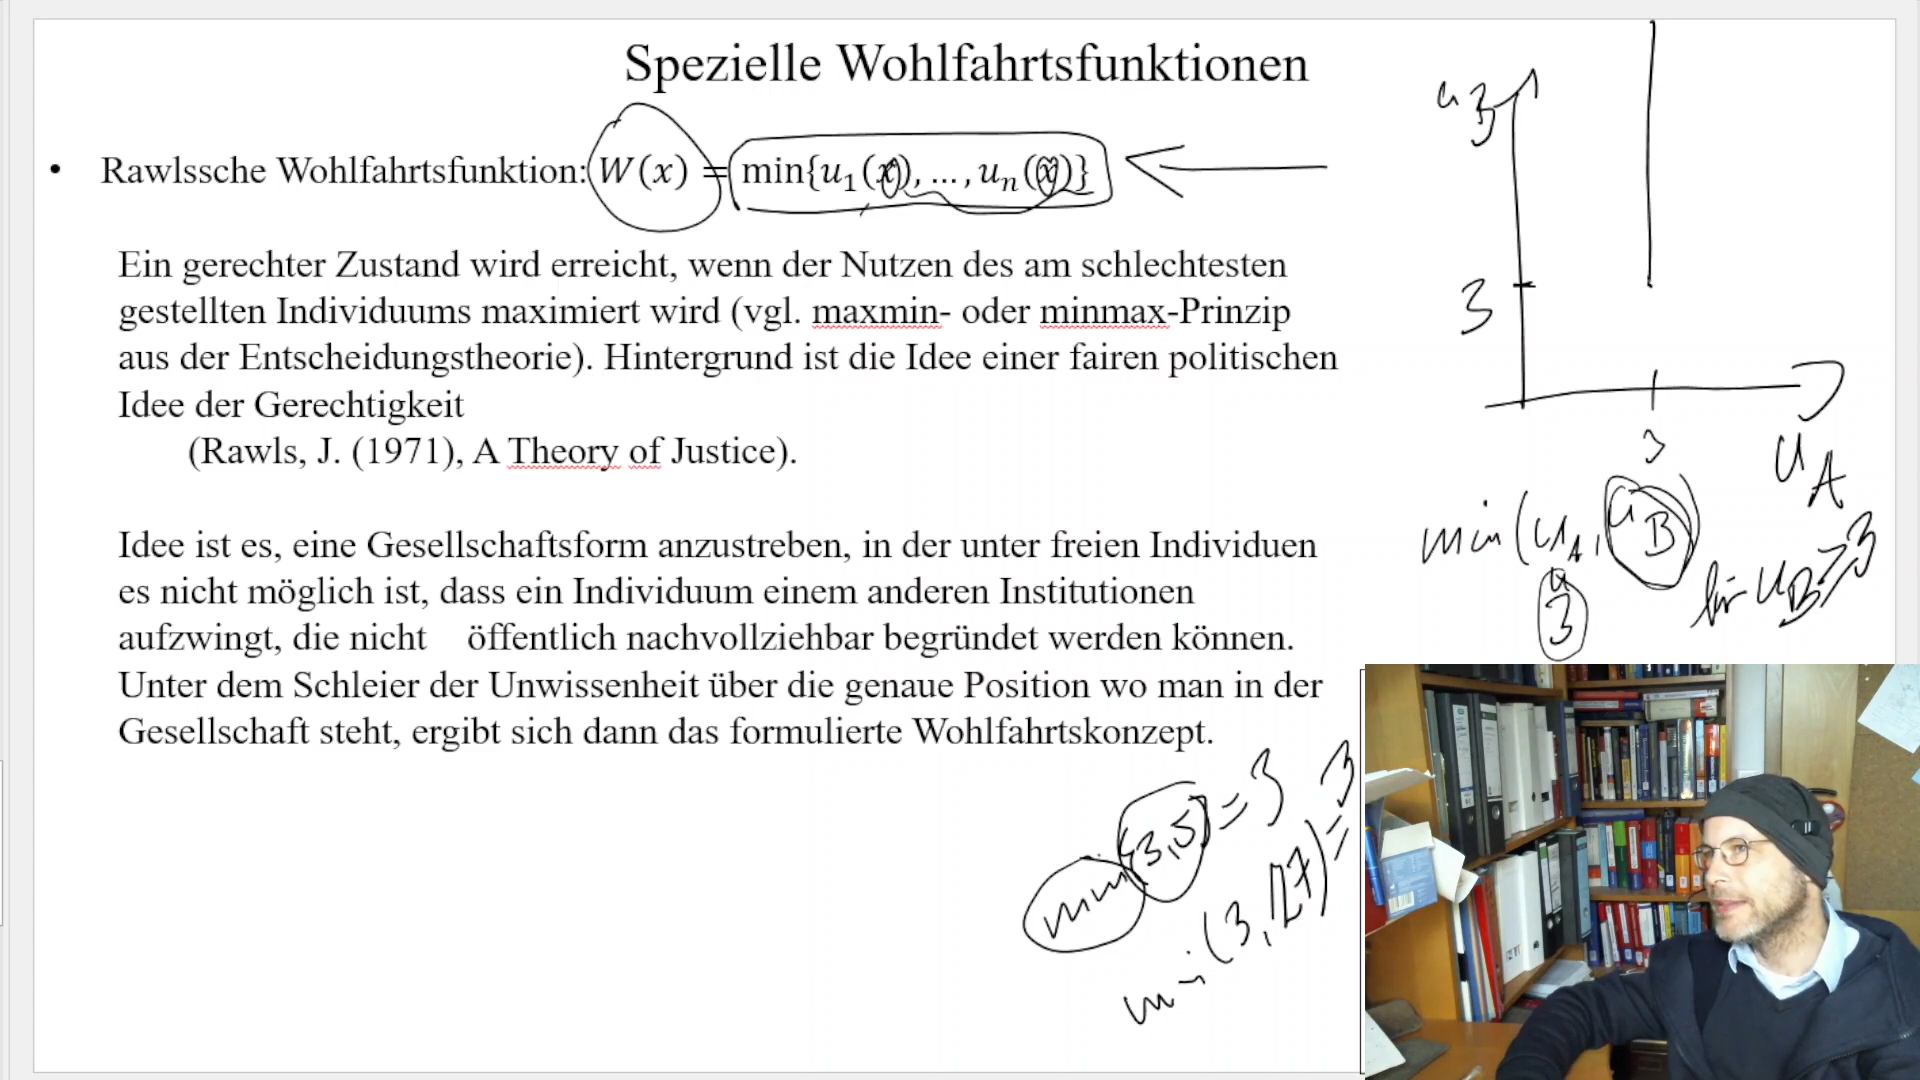 Spezielle Wohlfahrtsfunktionen
• Rawlssche Wohlfahrtsfunktion: W(x) = min{u₁(x), …, uₙ(x)}
Ein gerechter Zustand wird erreicht, wenn der Nutzen des am schlechtesten
gestellten Individuums maximiert wird (vgl. maxmin- oder minmax-Prinzip
aus der Entscheidungstheorie). Hintergrund ist die Idee einer fairen politischen
Idee der Gerechtigkeit
(Rawls, J. (1971), A Theory of Justice).
Idee ist es, eine Gesellschaftsform anzustreben, in der unter freien Individuen
es nicht möglich ist, dass ein Individuum einem anderen Institutionen
aufzwingt, die nicht öffentlich nachvollziehbar begründet werden können.
Unter dem Schleier der Unwissenheit über die genaue Position wo man in der
Gesellschaft steht, ergibt sich dann das formulierte Wohlfahrtskonzept.
min(3,5) = 3
min(3, 27) = 3
u_B
3
3
u_A
min(u_A, u_B)
3
für u_B ≥ 3